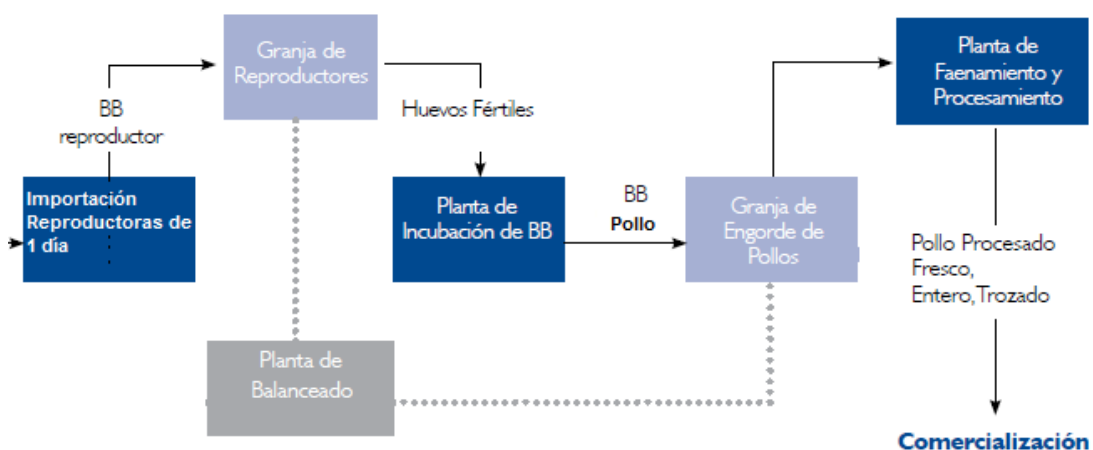 Importación
Reproductoras de
1 día
BB
reproductor
Granja de
Reproductores
Huevos Fértiles
Planta de
Incubación de BB
BB
Pollo
Granja de
Engorde de
Pollos
Planta de
Faenamiento y
Procesamiento
Pollo Procesado
Fresco,
Entero,Trozado
Comercialización
Planta de
Balanceado